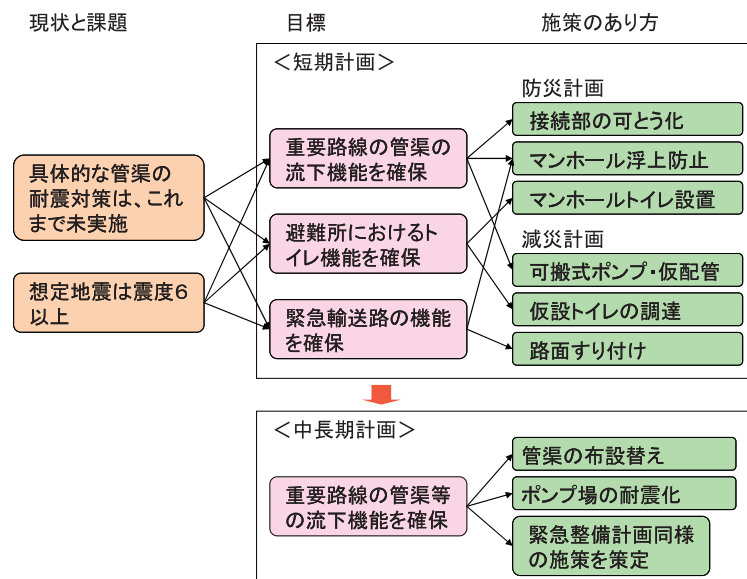 現状と課題
目標
施策のあり方
具体的な管渠の
耐震対策は、これ
まで未実施
想定地震は震度６
以上
＜短期計画＞
重要路線の管渠の
流下機能を確保
避難所におけるト
イレ機能を確保
緊急輸送路の機能
を確保
防災計画
接続部の可とう化
マンホール浮上防止
マンホールトイレ設置
減災計画
可搬式ポンプ・仮配管
仮設トイレの調達
路面すり付け
＜中長期計画＞
重要路線の管渠等
の流下機能を確保
管渠の布設替え
ポンプ場の耐震化
緊急整備計画同様
の施策を策定